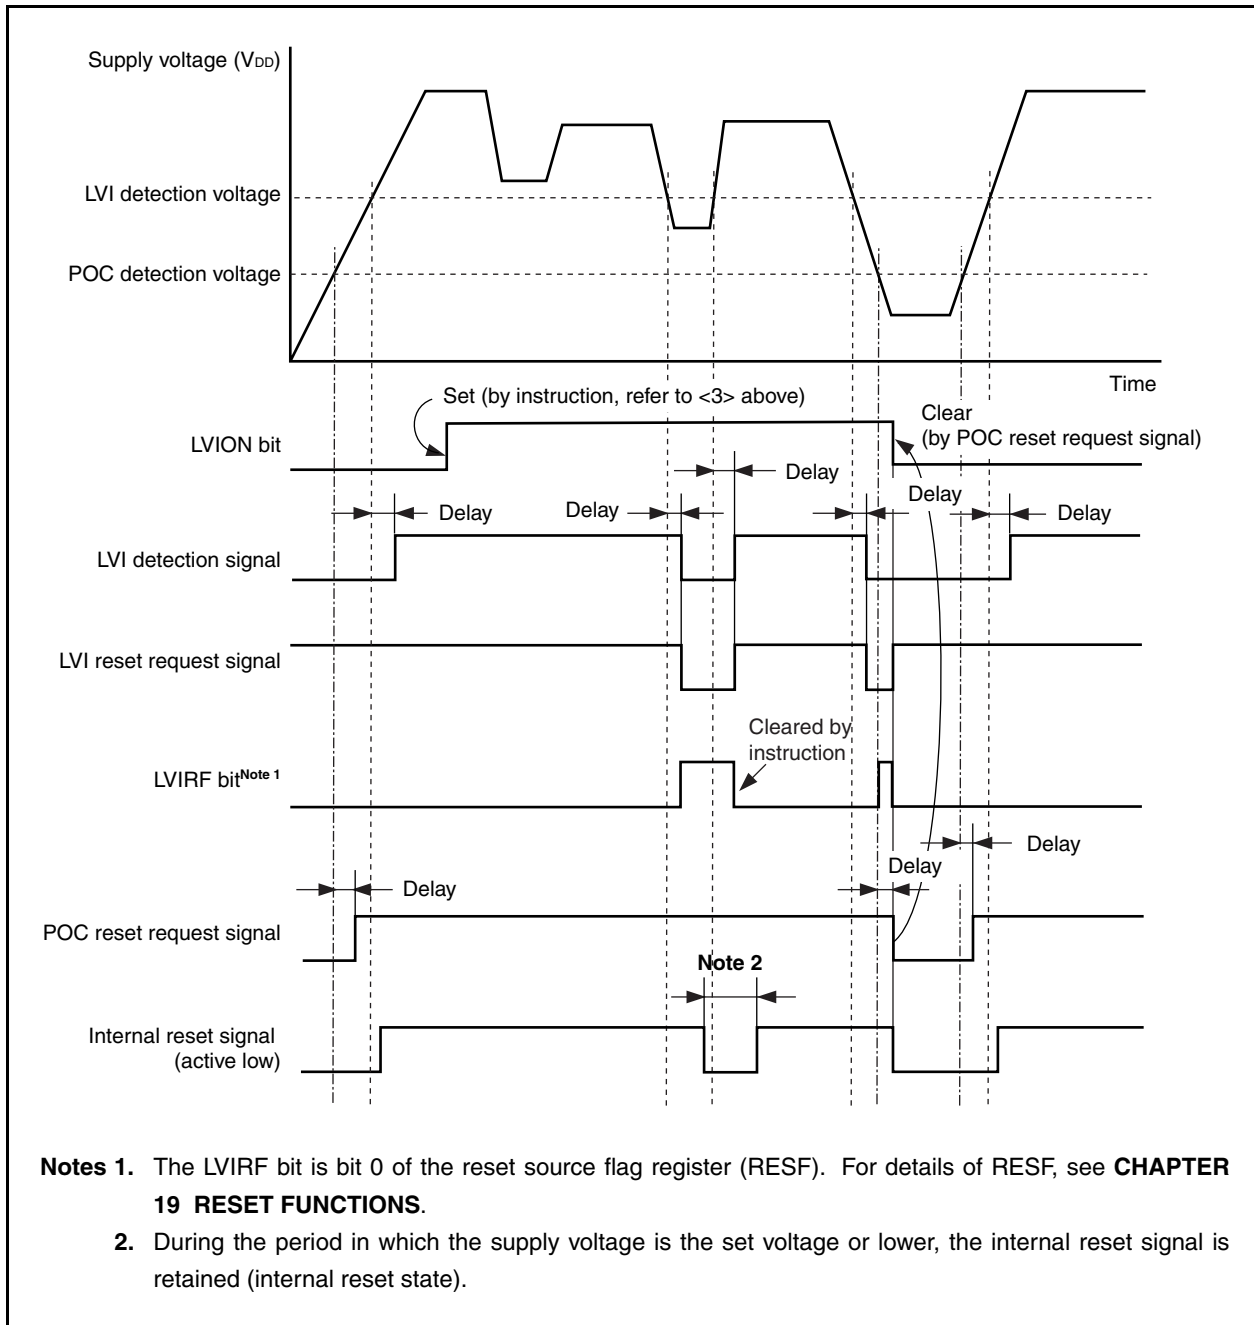 Supply voltage (VDD)
LVI detection voltage
POC detection voltage
Time
Set (by instruction, refer to <3> above)
Clear
(by POC reset request signal)
LVION bit
Delay
Delay
Delay
Delay
Delay
LVI detection signal
LVI reset request signal
Cleared by
instruction
LVIRF bitNote 1
Delay
Delay
Delay
POC reset request signal
Note 2
Internal reset signal
(active low)
Notes 1. The LVIRF bit is bit 0 of the reset source flag register (RESF). For details of RESF, see CHAPTER
19 RESET FUNCTIONS.
2. During the period in which the supply voltage is the set voltage or lower, the internal reset signal is
retained (internal reset state).